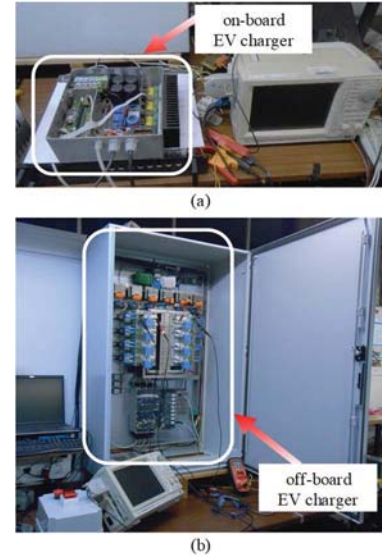 on-board
EV charger
(a)
off-board
EV charger
(b)